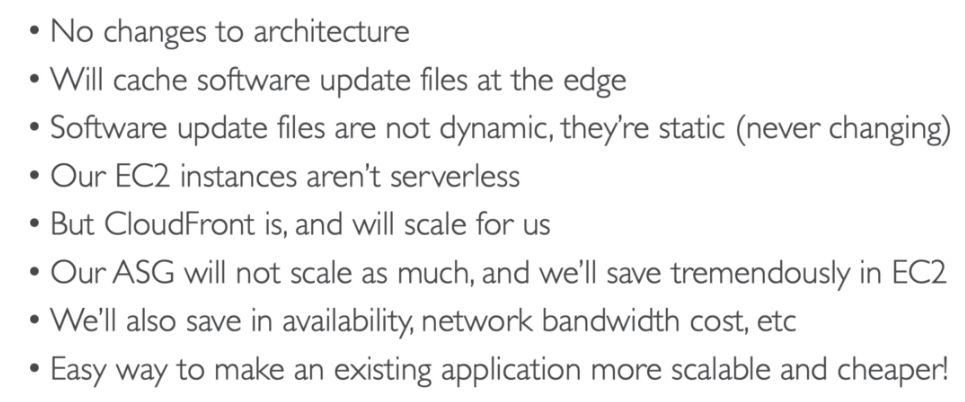 • No changes to architecture
• Will cache software update files at the edge
• Software update files are not dynamic, they're static (never changing)
• Our EC2 instances aren't serverless
• But CloudFront is, and will scale for us
• Our ASG will not scale as much, and we'll save tremendously in EC2
• We'll also save in availability, network bandwidth cost, etc
• Easy way to make an existing application more scalable and cheaper!